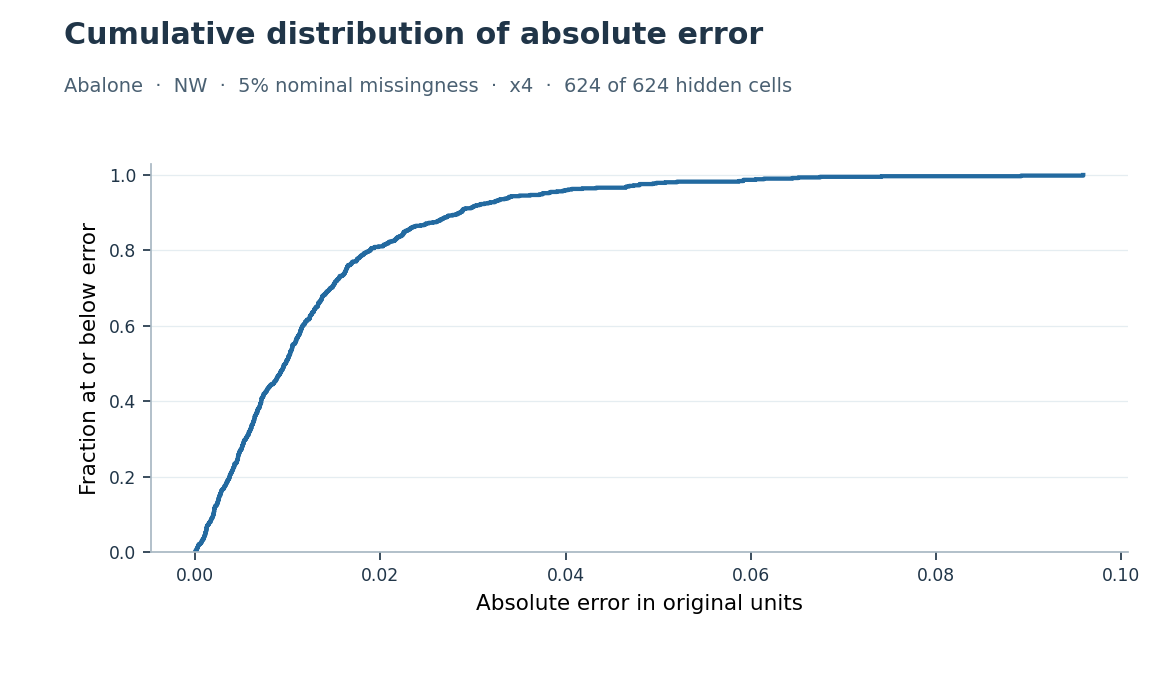 Cumulative distribution of absolute error
Abalone · NW · 5% nominal missingness · x4 · 624 of 624 hidden cells
Fraction at or below error
1.0
0.8
0.6
0.4
0.2
0.0
0.00 0.02 0.04 0.06 0.08 0.10
Absolute error in original units